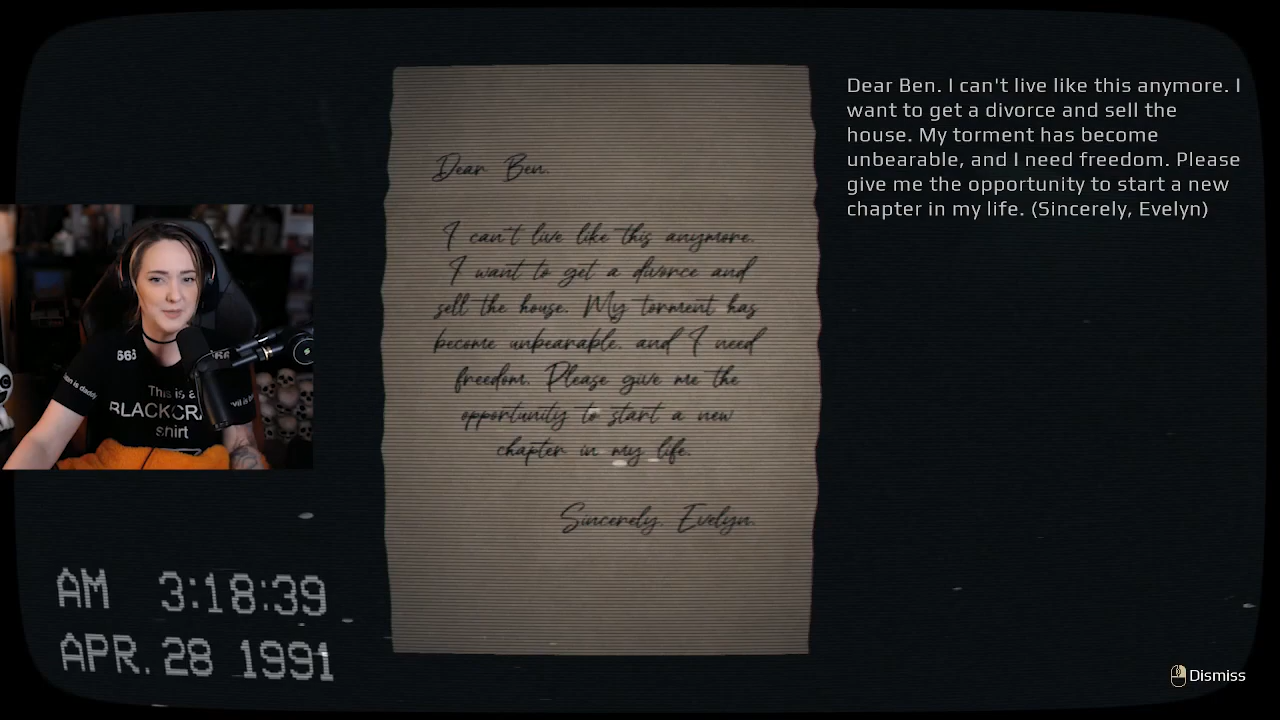 Dear Ben.
I can't live like this anymore.
I want to get a divorce and
sell the house. My torment has
become unbearable, and I need
freedom. Please give me the
opportunity to start a new
chapter in my life.
Sincerely, Evelyn.
Dear Ben. I can't live like this anymore. I
want to get a divorce and sell the
house. My torment has become
unbearable, and I need freedom. Please
give me the opportunity to start a new
chapter in my life. (Sincerely, Evelyn)
This is a
BLACKCRA
shirt
AM 3:18:39
APR. 28 1991
Dismiss